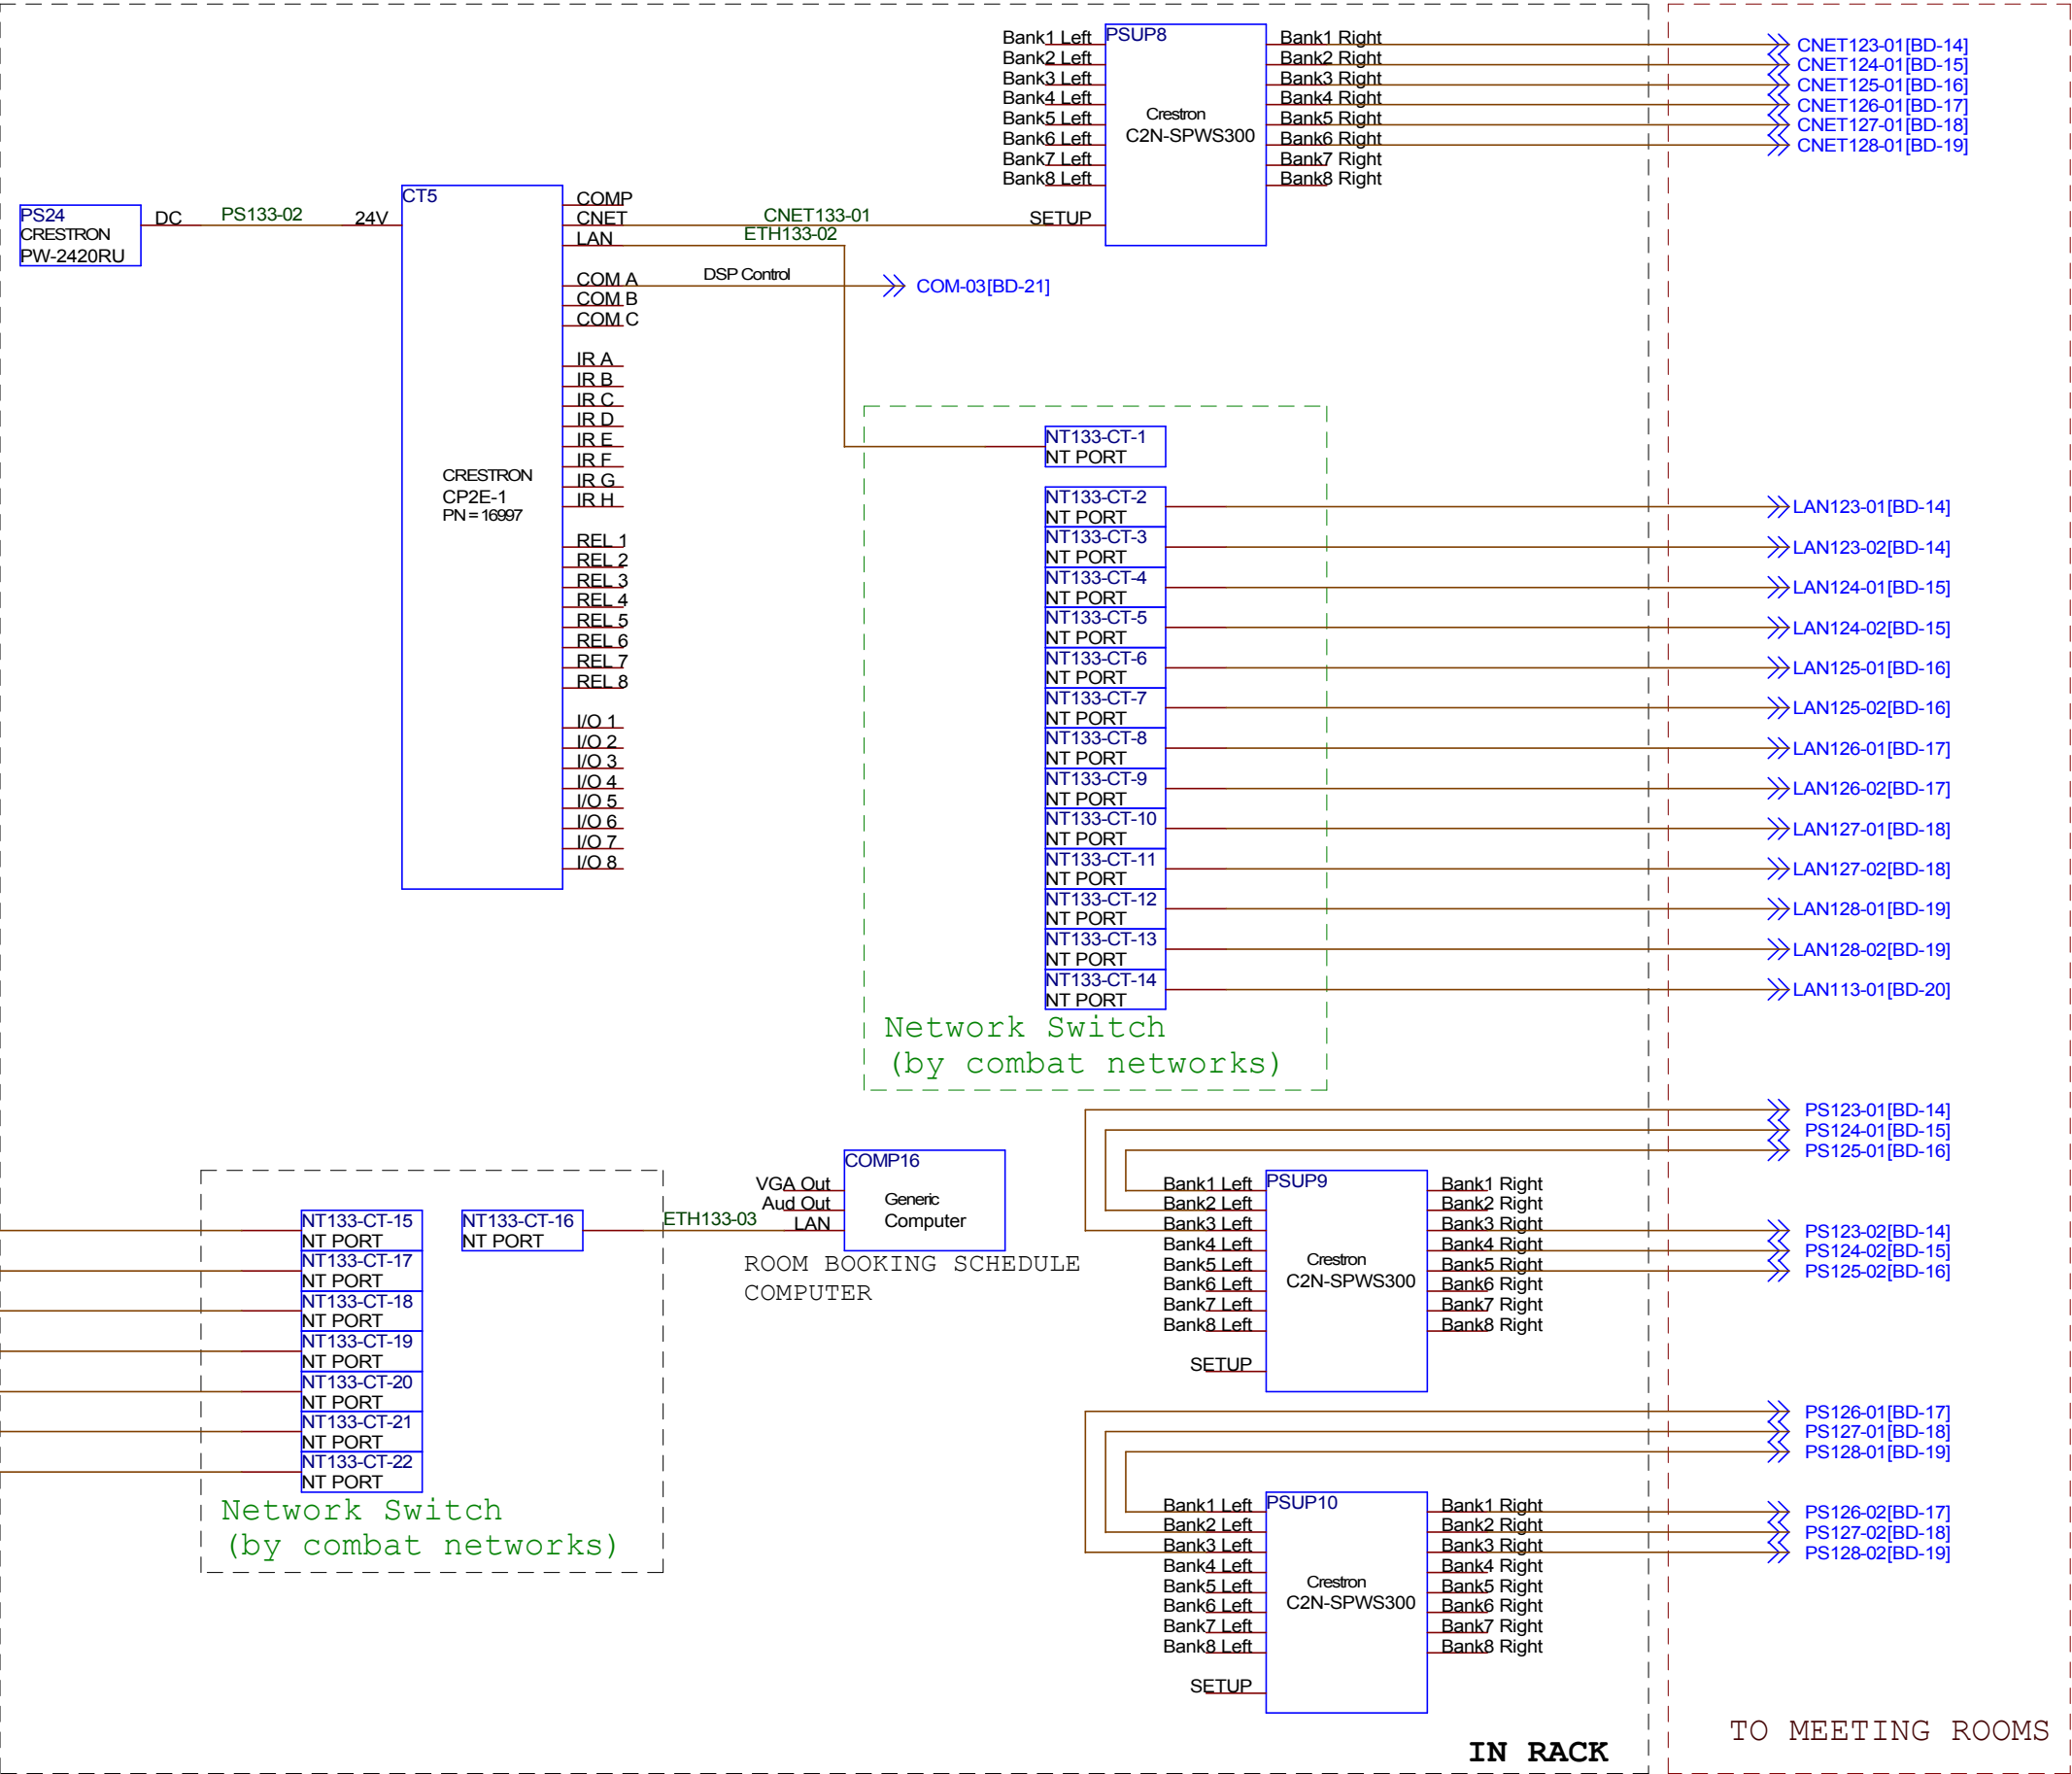 PSUP8
Bank1 Left
Bank2 Left
Bank3 Left
Bank4 Left
Bank5 Left
Bank6 Left
Bank7 Left
Bank8 Left
SETUP
Crestron
C2N-SPWS300
Bank1 Right
Bank2 Right
Bank3 Right
Bank4 Right
Bank5 Right
Bank6 Right
Bank7 Right
Bank8 Right
CNET123-01[BD-14]
CNET124-01[BD-15]
CNET125-01[BD-16]
CNET126-01[BD-17]
CNET127-01[BD-18]
CNET128-01[BD-19]
PS24
CRESTRON
PW-2420RU
DC
PS133-02
24V
CT5
CRESTRON
CP2E-1
PN = 16997
COMP
CNET
LAN
COM A
COM B
COM C
IR A
IR B
IR C
IR D
IR E
IR F
IR G
IR H
REL 1
REL 2
REL 3
REL 4
REL 5
REL 6
REL 7
REL 8
I/O 1
I/O 2
I/O 3
I/O 4
I/O 5
I/O 6
I/O 7
I/O 8
CNET133-01
ETH133-02
DSP Control
COM-03[BD-21]
NT133-CT-1
NT PORT
NT133-CT-2
NT PORT
NT133-CT-3
NT PORT
NT133-CT-4
NT PORT
NT133-CT-5
NT PORT
NT133-CT-6
NT PORT
NT133-CT-7
NT PORT
NT133-CT-8
NT PORT
NT133-CT-9
NT PORT
NT133-CT-10
NT PORT
NT133-CT-11
NT PORT
NT133-CT-12
NT PORT
NT133-CT-13
NT PORT
NT133-CT-14
NT PORT
Network Switch
(by combat networks)
LAN123-01[BD-14]
LAN123-02[BD-14]
LAN124-01[BD-15]
LAN124-02[BD-15]
LAN125-01[BD-16]
LAN125-02[BD-16]
LAN126-01[BD-17]
LAN126-02[BD-17]
LAN127-01[BD-18]
LAN127-02[BD-18]
LAN128-01[BD-19]
LAN128-02[BD-19]
LAN113-01[BD-20]
NT133-CT-15
NT PORT
NT133-CT-17
NT PORT
NT133-CT-18
NT PORT
NT133-CT-19
NT PORT
NT133-CT-20
NT PORT
NT133-CT-21
NT PORT
NT133-CT-22
NT PORT
NT133-CT-16
NT PORT
Network Switch
(by combat networks)
ETH133-03
VGA Out
Aud Out
LAN
COMP16
Generic
Computer
ROOM BOOKING SCHEDULE
COMPUTER
PS123-01[BD-14]
PS124-01[BD-15]
PS125-01[BD-16]
Bank1 Left
Bank2 Left
Bank3 Left
Bank4 Left
Bank5 Left
Bank6 Left
Bank7 Left
Bank8 Left
SETUP
PSUP9
Crestron
C2N-SPWS300
Bank1 Right
Bank2 Right
Bank3 Right
Bank4 Right
Bank5 Right
Bank6 Right
Bank7 Right
Bank8 Right
PS123-02[BD-14]
PS124-02[BD-15]
PS125-02[BD-16]
PS126-01[BD-17]
PS127-01[BD-18]
PS128-01[BD-19]
Bank1 Left
Bank2 Left
Bank3 Left
Bank4 Left
Bank5 Left
Bank6 Left
Bank7 Left
Bank8 Left
SETUP
PSUP10
Crestron
C2N-SPWS300
Bank1 Right
Bank2 Right
Bank3 Right
Bank4 Right
Bank5 Right
Bank6 Right
Bank7 Right
Bank8 Right
PS126-02[BD-17]
PS127-02[BD-18]
PS128-02[BD-19]
IN RACK
TO MEETING ROOMS